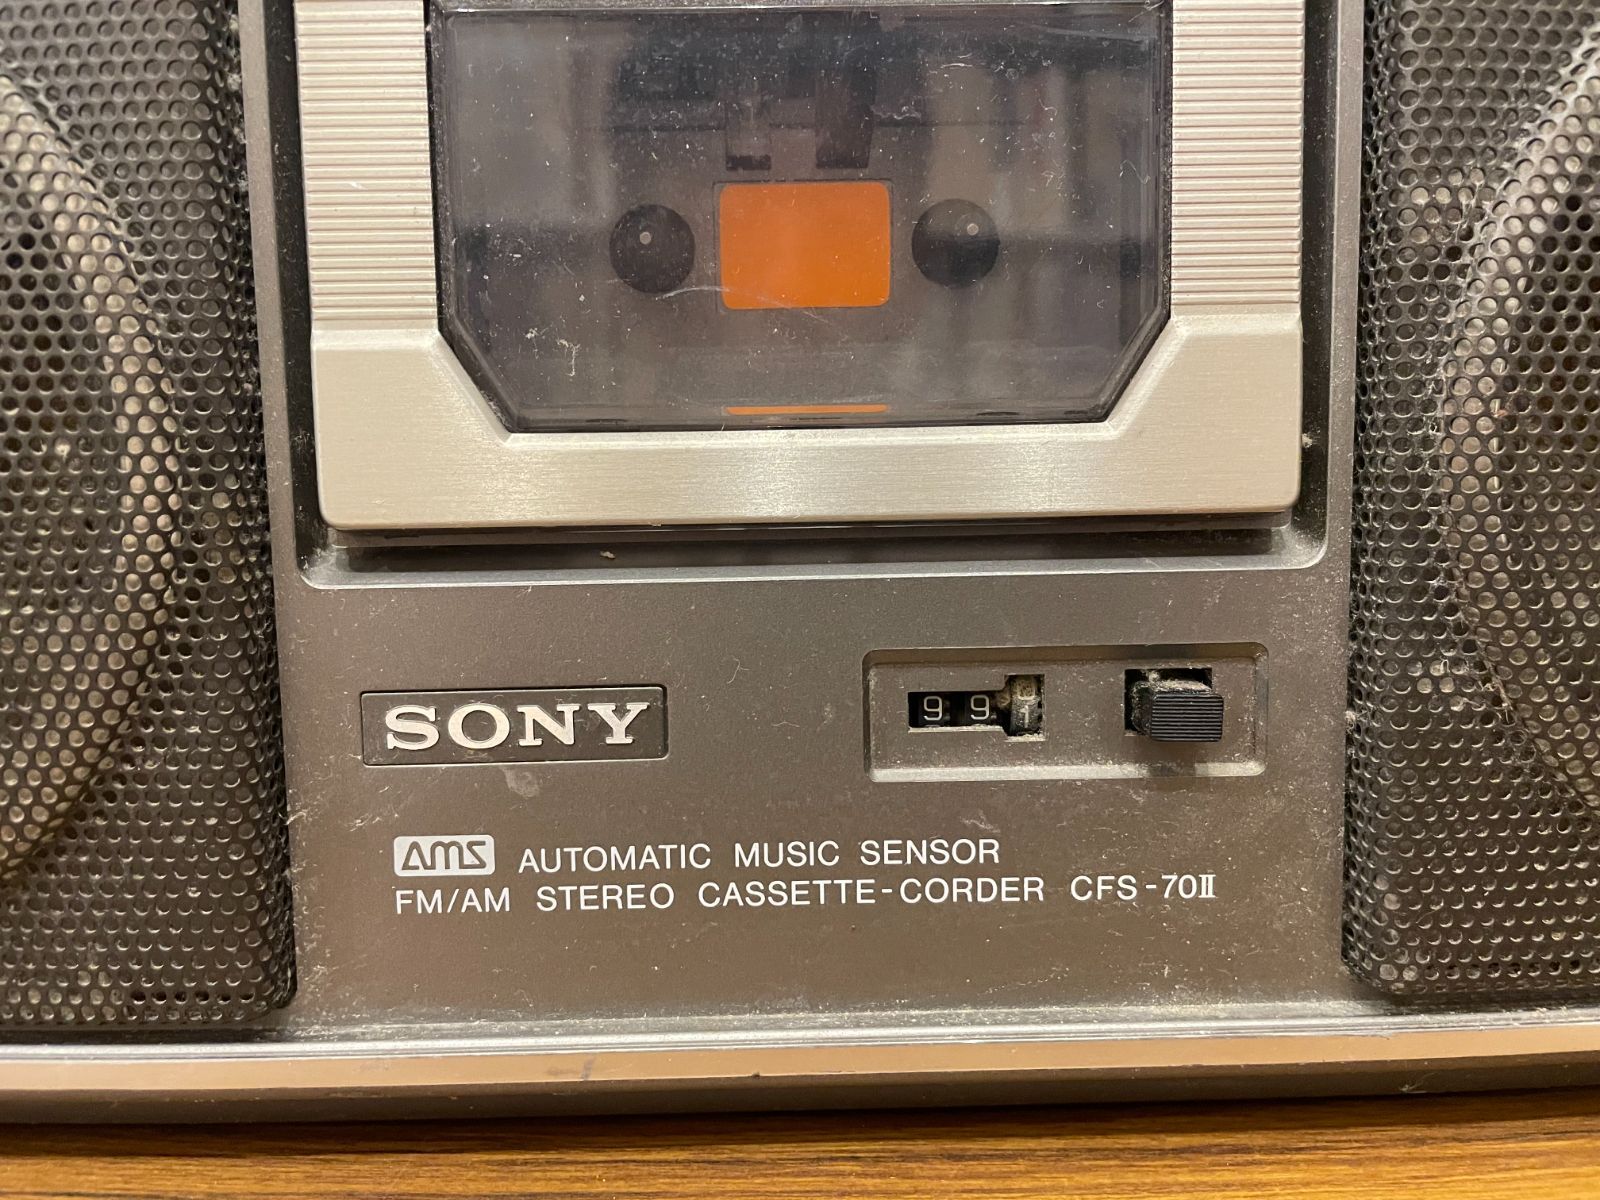 991
SONY
AMS AUTOMATIC MUSIC SENSOR
FM/AM STEREO CASSETTE-CORDER CFS-70II